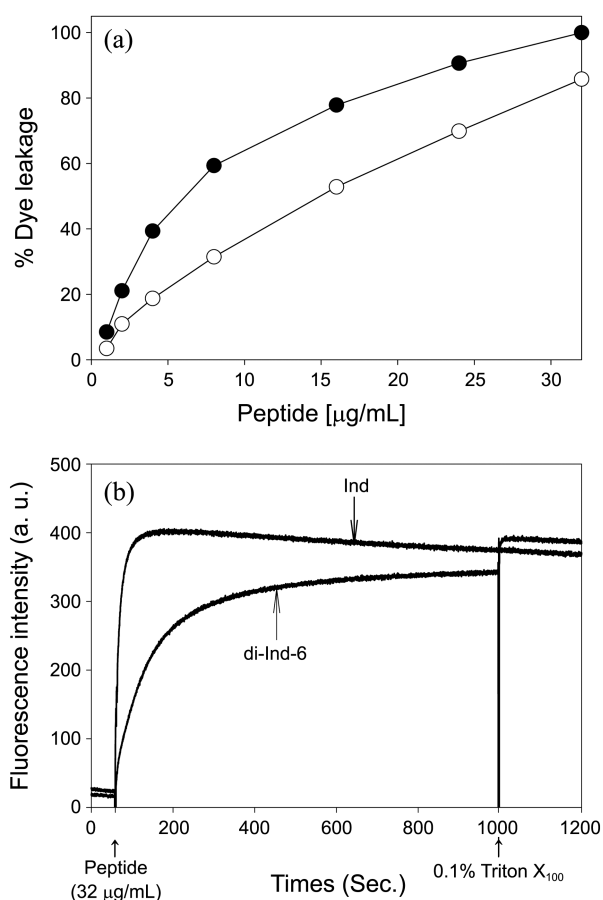 (a)
100
80
60
40
20
0
% Dye leakage
0 5 10 15 20 25 30
Peptide [μg/mL]
(b)
500
400
300
200
100
0
Fluorescence intensity (a. u.)
Ind
di-Ind-6
0 200 400 600 800 1000 1200
Peptide
(32 μg/mL)
Times (Sec.)
0.1% Triton X100